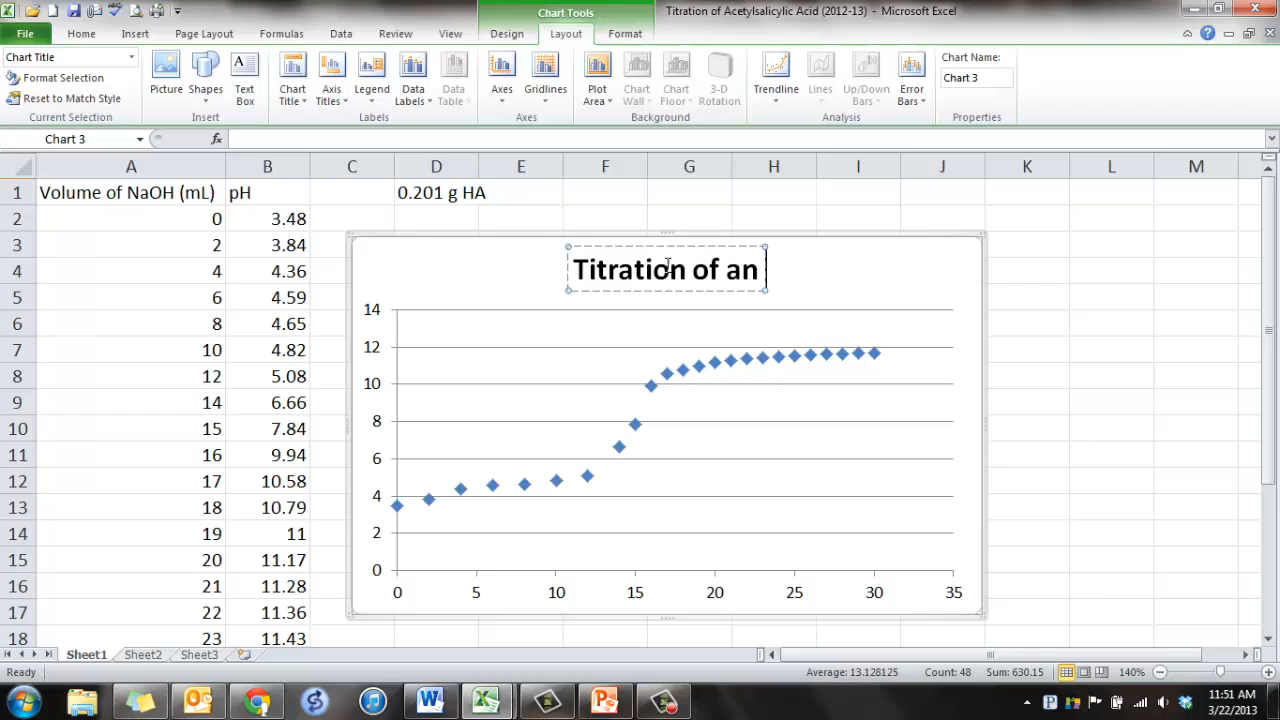 Chart Tools
Titration of Acetylsalicylic Acid (2012-13) - Microsoft Excel
File Home Insert Page Layout Formulas Data Review View Design Layout Format
Chart Title
Format Selection
Reset to Match Style
Current Selection
Picture Shapes Text Box
Insert
Chart Title Axis Titles Legend Data Labels Data Table
Labels
Axes Gridlines
Axes
Plot Area Chart Wall Chart Floor 3-D Rotation
Background
Trendline Lines Up/Down Bars Error Bars
Analysis
Chart Name:
Chart 3
Properties
Chart 3 fx
A B C D E F G H I J K L M
1 Volume of NaOH (mL) pH 0.201 g HA
2 0 3.48
3 2 3.84
4 4 4.36
5 6 4.59
6 8 4.65
7 10 4.82
8 12 5.08
9 14 6.66
10 15 7.84
11 16 9.94
12 17 10.58
13 18 10.79
14 19 11
15 20 11.17
16 21 11.28
17 22 11.36
18 23 11.43
Titration of an
14
12
10
8
6
4
2
0
0 5 10 15 20 25 30 35
Sheet1 Sheet2 Sheet3
Ready Average: 13.128125 Count: 48 Sum: 630.15 140%
11:51 AM
3/22/2013